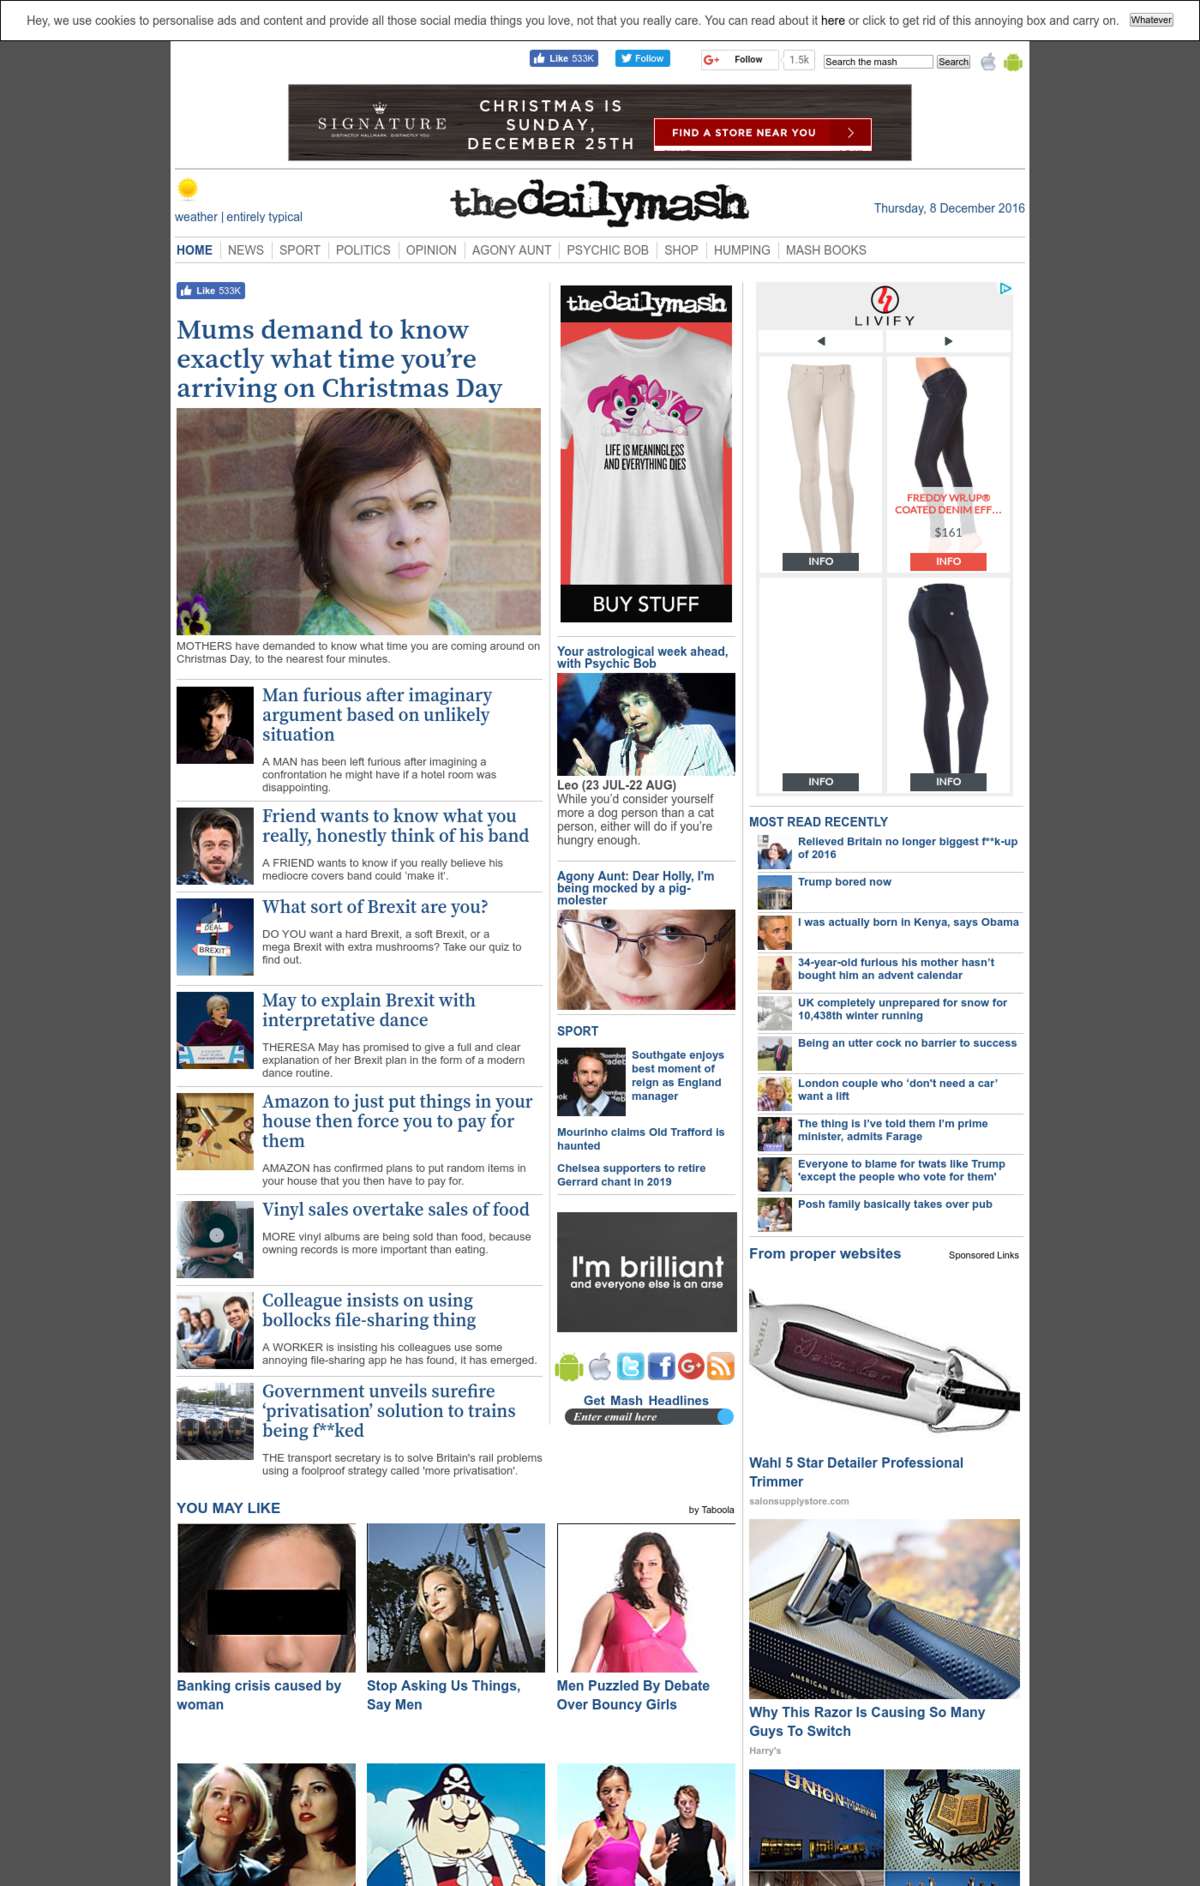 Hey, we use cookies to personalise ads and content and provide all those social media things you love, not that you really care. You can read about it here or click to get rid of this annoying box and carry on. Whatever
Like 533K
Follow
Follow
1.5k
Search the mash
Search
SIGNATURE
DISTINCTLY HALLMARK. DISTINCTLY YOU.
CHRISTMAS IS
SUNDAY,
DECEMBER 25TH
FIND A STORE NEAR YOU
thedailymash
weather | entirely typical
Thursday, 8 December 2016
HOME
NEWS
SPORT
POLITICS
OPINION
AGONY AUNT
PSYCHIC BOB
SHOP
HUMPING
MASH BOOKS
Like 533K
Mums demand to know
exactly what time you're
arriving on Christmas Day
MOTHERS have demanded to know what time you are coming around on
Christmas Day, to the nearest four minutes.
Man furious after imaginary
argument based on unlikely
situation
A MAN has been left furious after imagining a
confrontation he might have if a hotel room was
disappointing.
Friend wants to know what you
really, honestly think of his band
A FRIEND wants to know if you really believe his
mediocre covers band could 'make it'.
DEAL
BREXIT
What sort of Brexit are you?
DO YOU want a hard Brexit, a soft Brexit, or a
mega Brexit with extra mushrooms? Take our quiz to
find out.
May to explain Brexit with
interpretative dance
THERESA May has promised to give a full and clear
explanation of her Brexit plan in the form of a modern
dance routine.
Amazon to just put things in your
house then force you to pay for
them
AMAZON has confirmed plans to put random items in
your house that you then have to pay for.
Vinyl sales overtake sales of food
MORE vinyl albums are being sold than food, because
owning records is more important than eating.
Colleague insists on using
bollocks file-sharing thing
A WORKER is insisting his colleagues use some
annoying file-sharing app he has found, it has emerged.
Government unveils surefire
'privatisation' solution to trains
being f**ked
THE transport secretary is to solve Britain's rail problems
using a foolproof strategy called 'more privatisation'.
thedailymash
LIFE IS MEANINGLESS
AND EVERYTHING DIES
BUY STUFF
Your astrological week ahead,
with Psychic Bob
Leo (23 JUL-22 AUG)
While you'd consider yourself
more a dog person than a cat
person, either will do if you're
hungry enough.
Agony Aunt: Dear Holly, I'm
being mocked by a pig-
molester
SPORT
Southgate enjoys
best moment of
reign as England
manager
Mourinho claims Old Trafford is
haunted
Chelsea supporters to retire
Gerrard chant in 2019
I'm brilliant
and everyone else is an arse
Get Mash Headlines
Enter email here
LIVIFY
FREDDY WR.UP®
COATED DENIM EFF...
$161
INFO
INFO
INFO
INFO
MOST READ RECENTLY
Relieved Britain no longer biggest f**k-up
of 2016
Trump bored now
I was actually born in Kenya, says Obama
34-year-old furious his mother hasn't
bought him an advent calendar
UK completely unprepared for snow for
10,438th winter running
Being an utter cock no barrier to success
London couple who 'don't need a car'
want a lift
The thing is I've told them I'm prime
minister, admits Farage
Everyone to blame for twats like Trump
'except the people who vote for them'
Posh family basically takes over pub
From proper websites
Sponsored Links
WAHL
Detailer
Wahl 5 Star Detailer Professional
Trimmer
salonsupplystore.com
AMERICAN
Why This Razor Is Causing So Many
Guys To Switch
Harry's
YOU MAY LIKE
by Taboola
Banking crisis caused by
woman
Stop Asking Us Things,
Say Men
Men Puzzled By Debate
Over Bouncy Girls